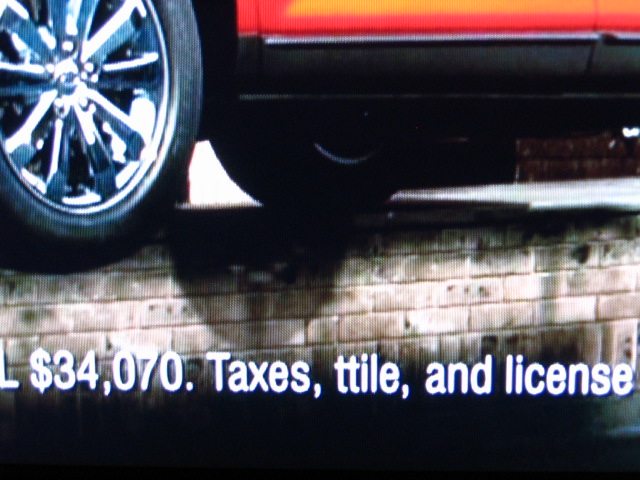 L $34,070. Taxes, ttile, and license